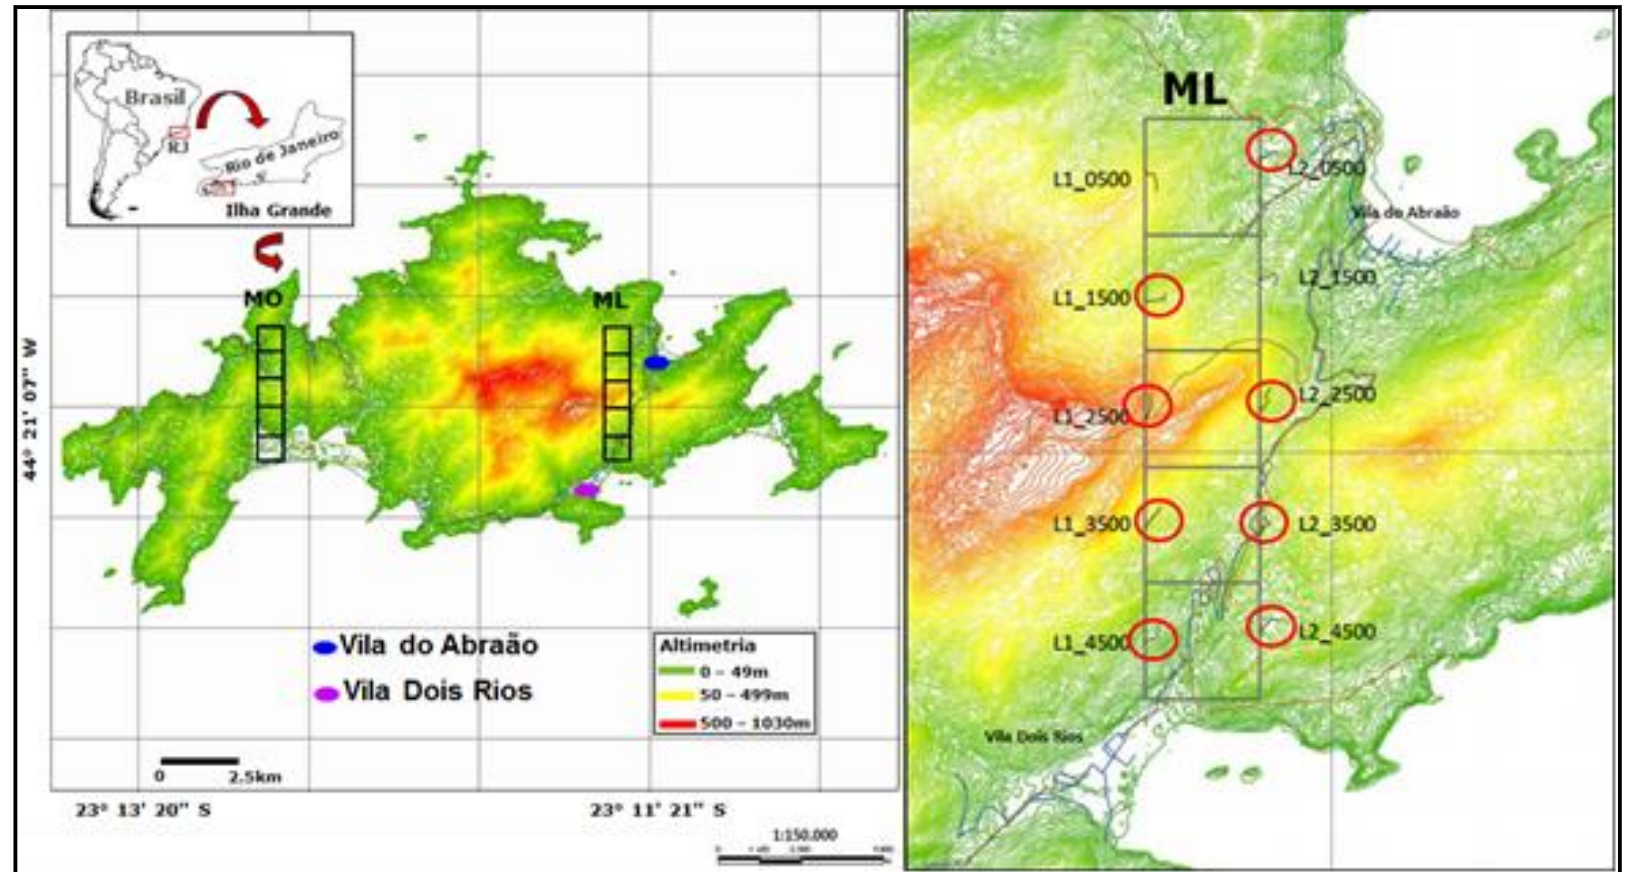 Brasil
RJ
Rio de Janeiro
Ilha Grande
MO
ML
44° 21' 07" W
Vila do Abraão
Vila Dois Rios
Altimetria
0 – 49m
50 – 499m
500 – 1030m
0 2.5km
23° 13' 20" S
23° 11' 21" S
1:150.000
ML
L1_0500
L2_0500
Vila do Abraão
L1_1500
L2_1500
L1_2500
L2_2500
L1_3500
L2_3500
L1_4500
L2_4500
Vila Dois Rios